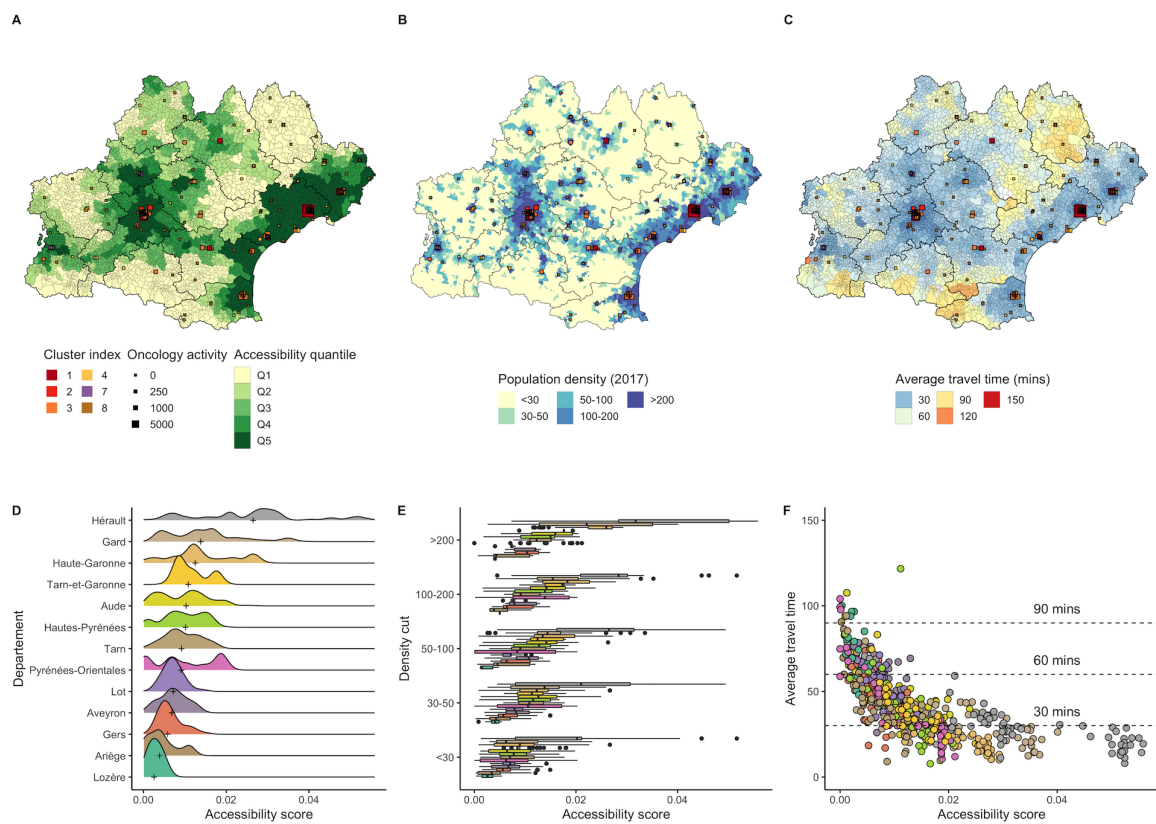 A
B
C
Cluster index
1
4
2
7
3
8
Oncology activity
0
250
1000
5000
Accessibility quantile
Q1
Q2
Q3
Q4
Q5
Population density (2017)
<30
50-100
>200
30-50
100-200
Average travel time (mins)
30
90
150
60
120
D
Departement
Hérault
Gard
Haute-Garonne
Tarn-et-Garonne
Aude
Hautes-Pyrénées
Tarn
Pyrénées-Orientales
Lot
Aveyron
Gers
Ariège
Lozère
0.00
0.02
0.04
Accessibility score
E
Density cut
>200
100-200
50-100
30-50
<30
0.00
0.02
0.04
Accessibility score
F
Average travel time
150
100
50
0
90 mins
60 mins
30 mins
0.00
0.02
0.04
Accessibility score